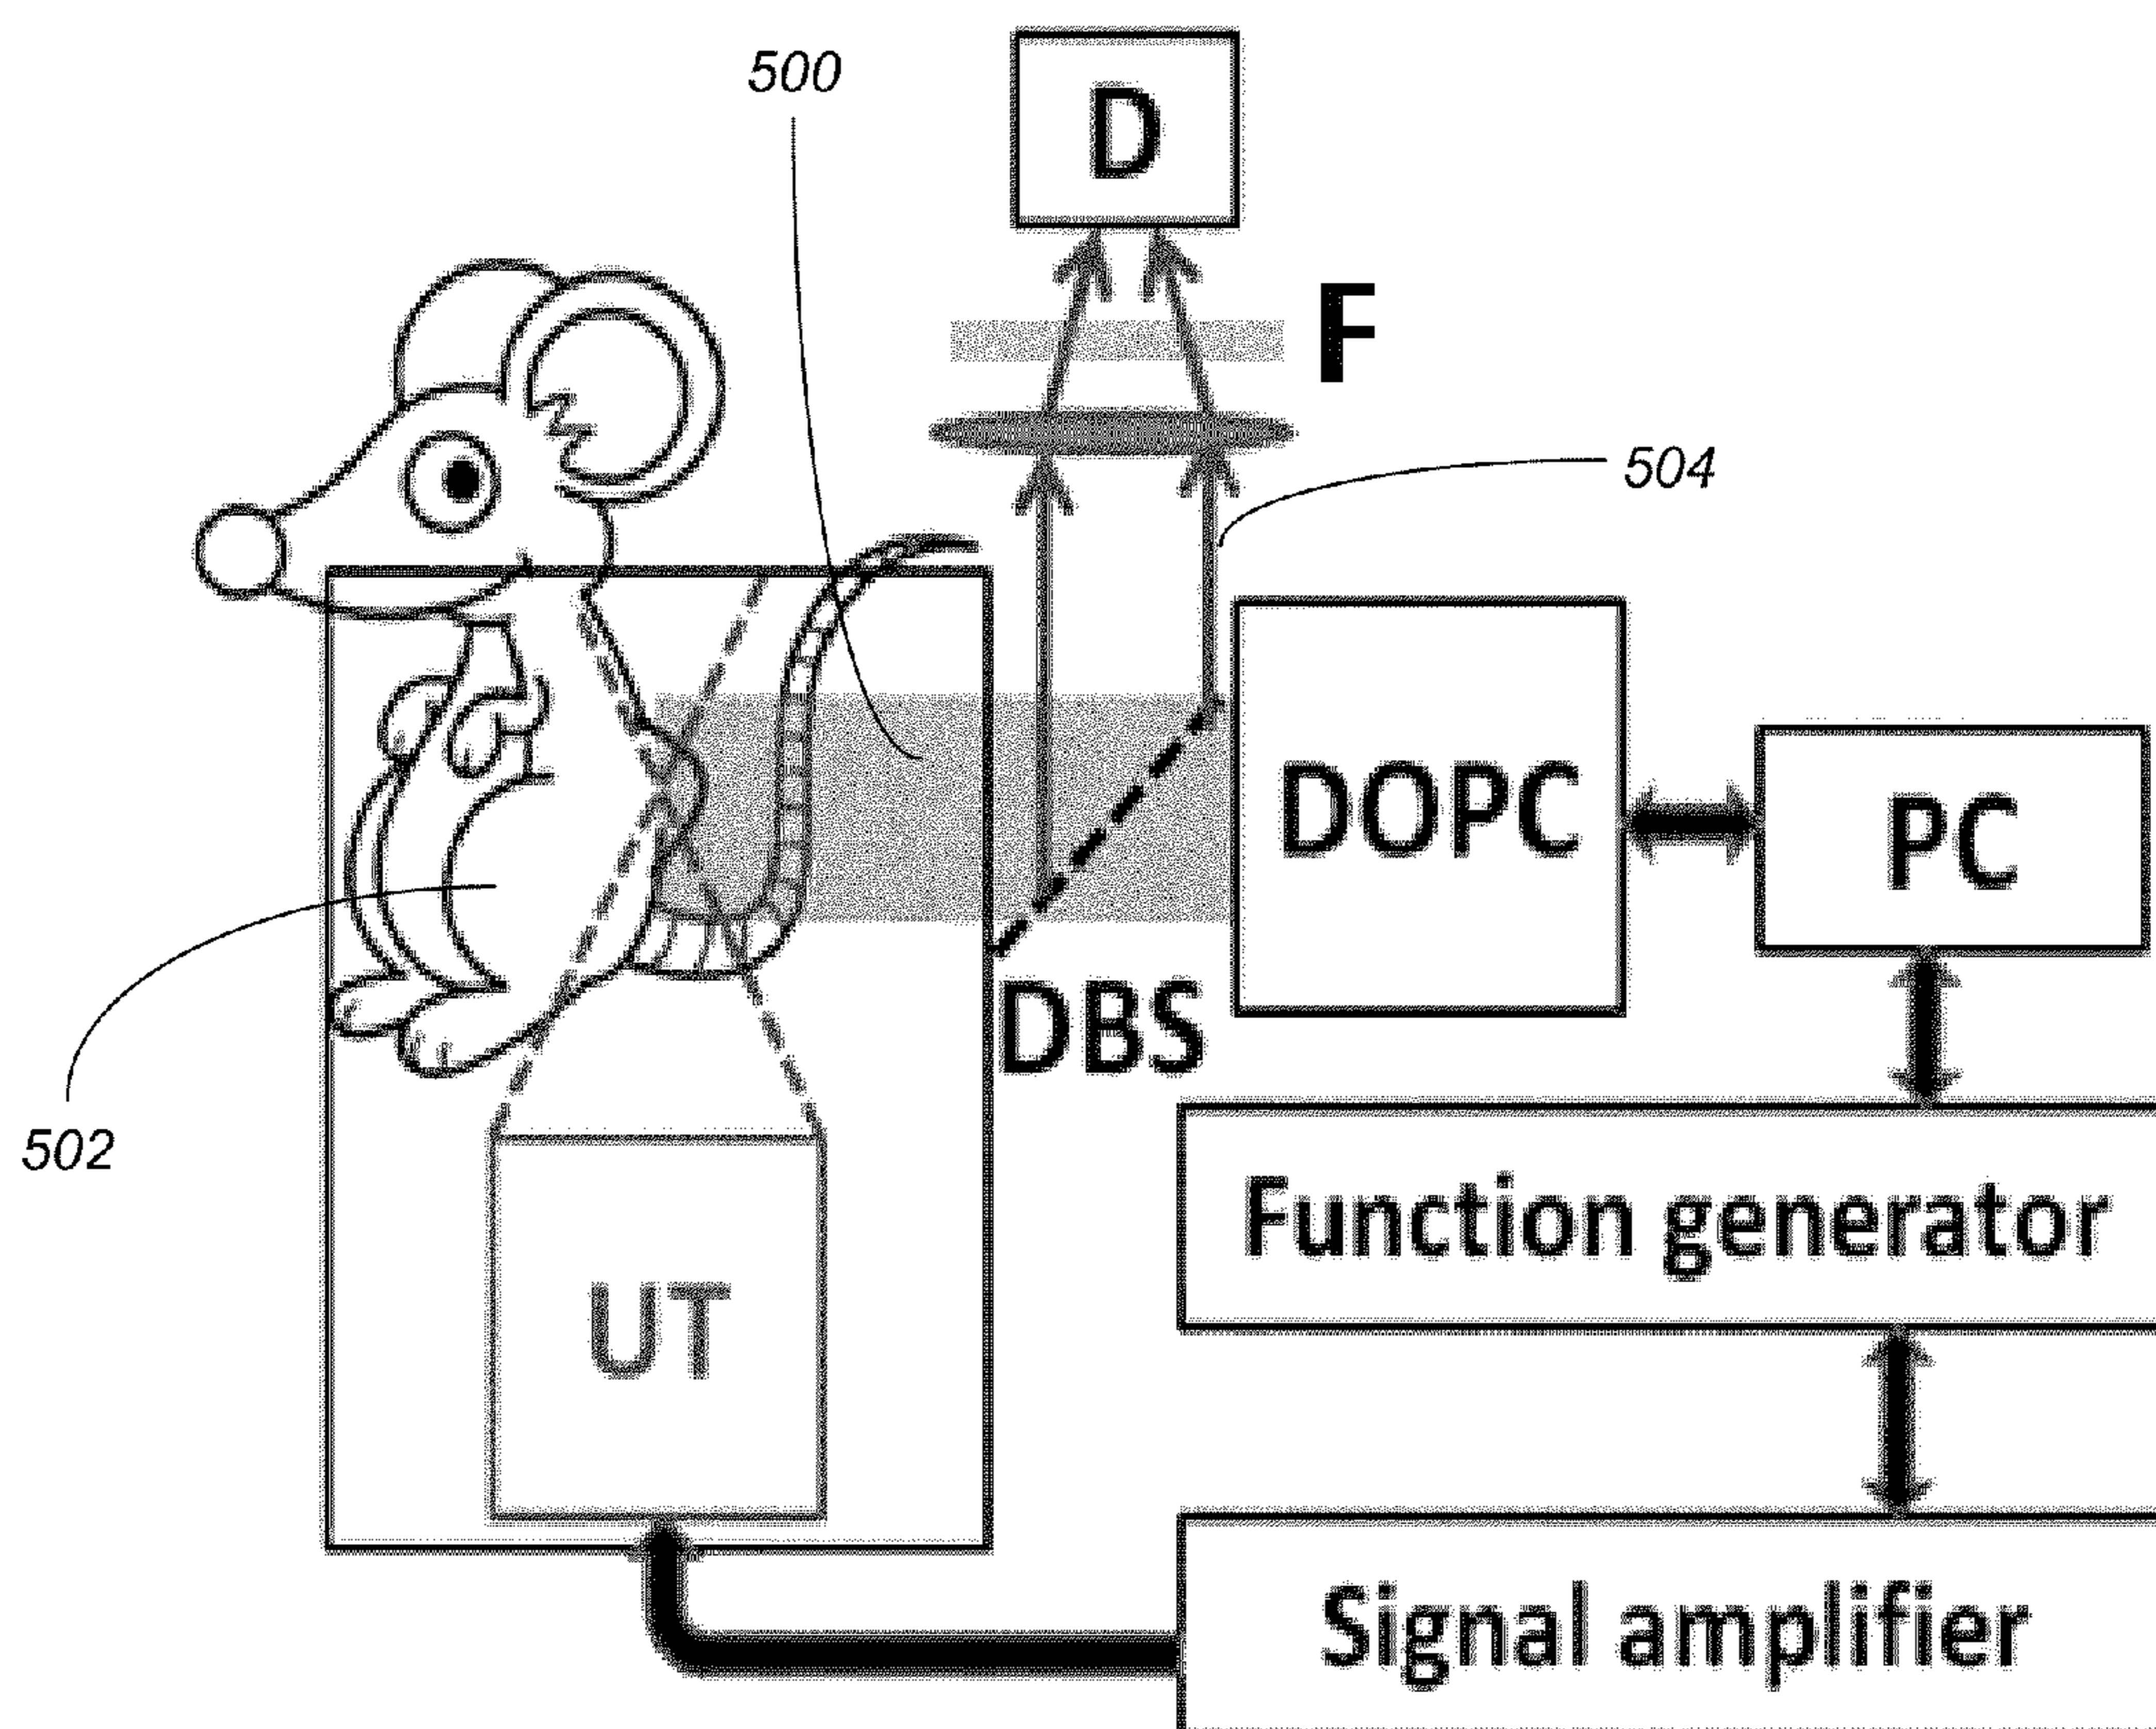 500
D
F
504
DOPC
PC
DBS
502
Function generator
UT
Signal amplifier